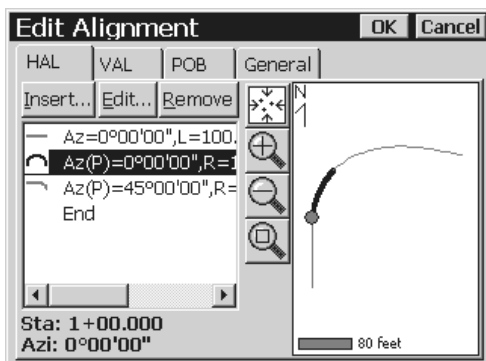 Edit Alignment OK Cancel
HAL VAL POB General
Insert... Edit... Remove
Az=0°00'00",L=100.
Az(P)=0°00'00",R=1
Az(P)=45°00'00",R=
End
N
Sta: 1+00.000
Azi: 0°00'00"
80 feet